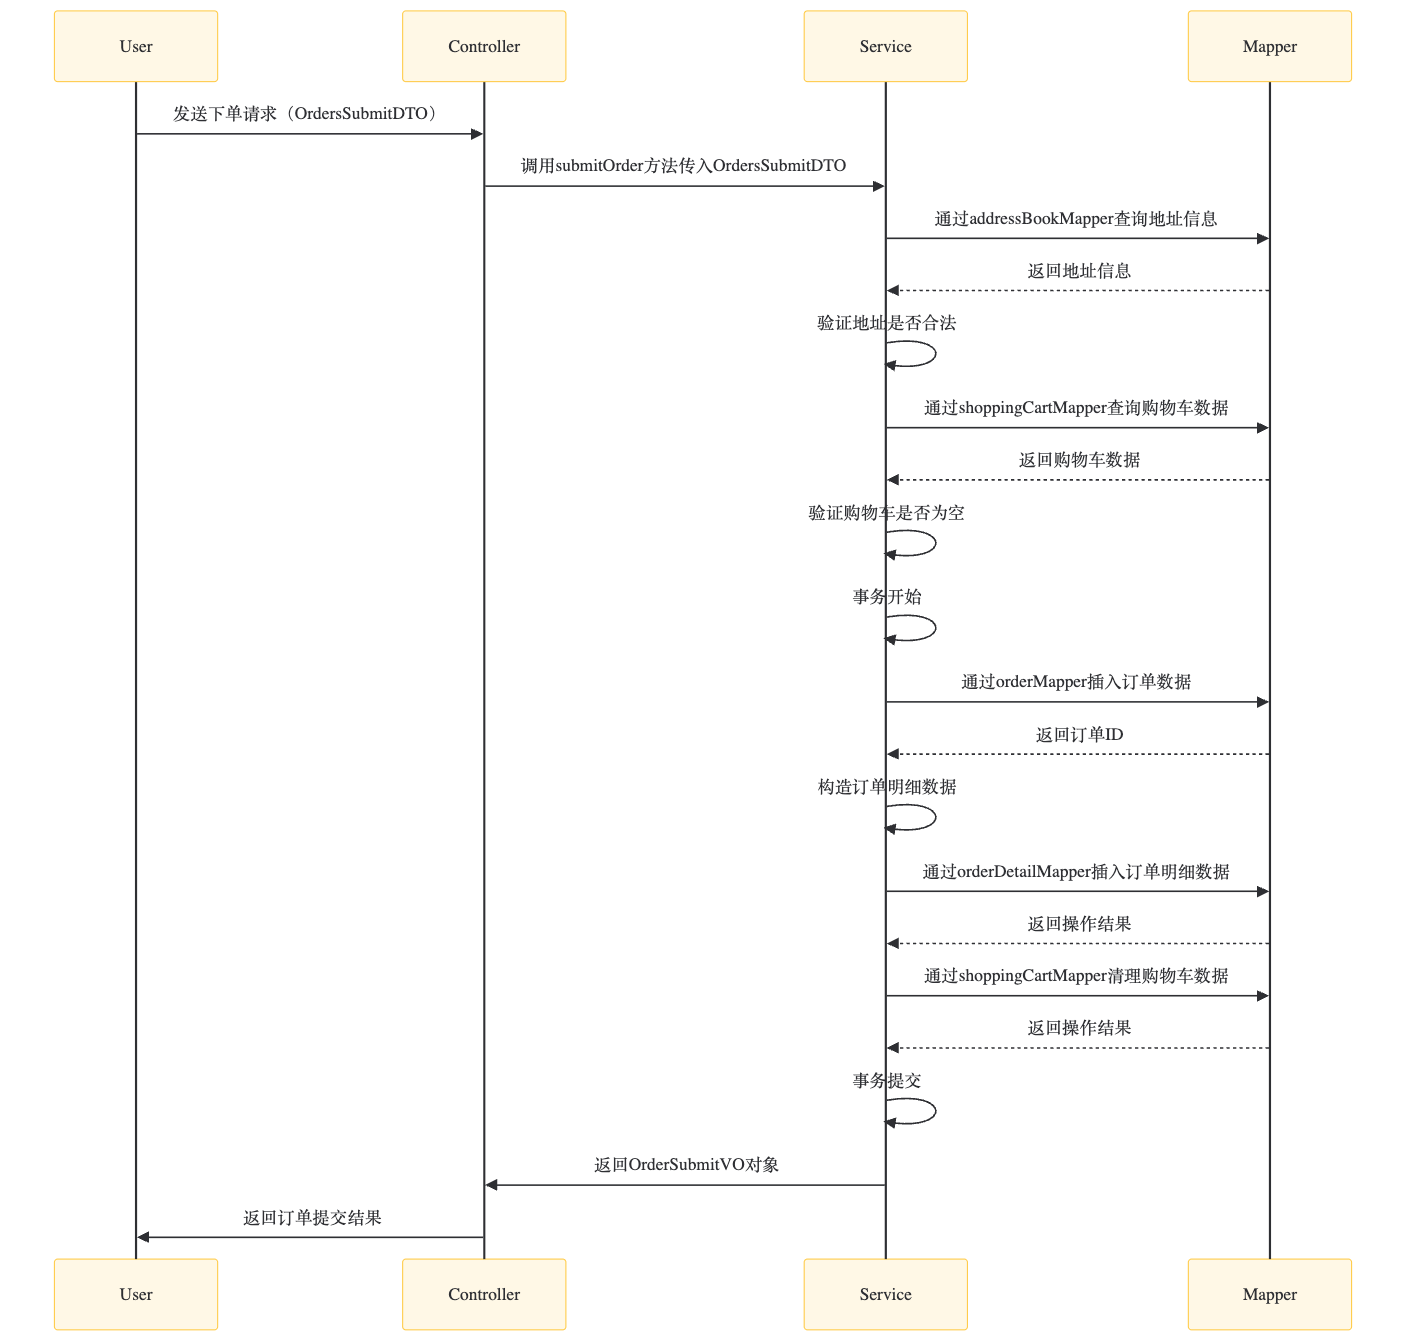 User
Controller
Service
Mapper
发送下单请求（OrdersSubmitDTO）
调用submitOrder方法传入OrdersSubmitDTO
通过addressBookMapper查询地址信息
返回地址信息
验证地址是否合法
通过shoppingCartMapper查询购物车数据
返回购物车数据
验证购物车是否为空
事务开始
通过orderMapper插入订单数据
返回订单ID
构造订单明细数据
通过orderDetailMapper插入订单明细数据
返回操作结果
通过shoppingCartMapper清理购物车数据
返回操作结果
事务提交
返回OrderSubmitVO对象
返回订单提交结果
User
Controller
Service
Mapper